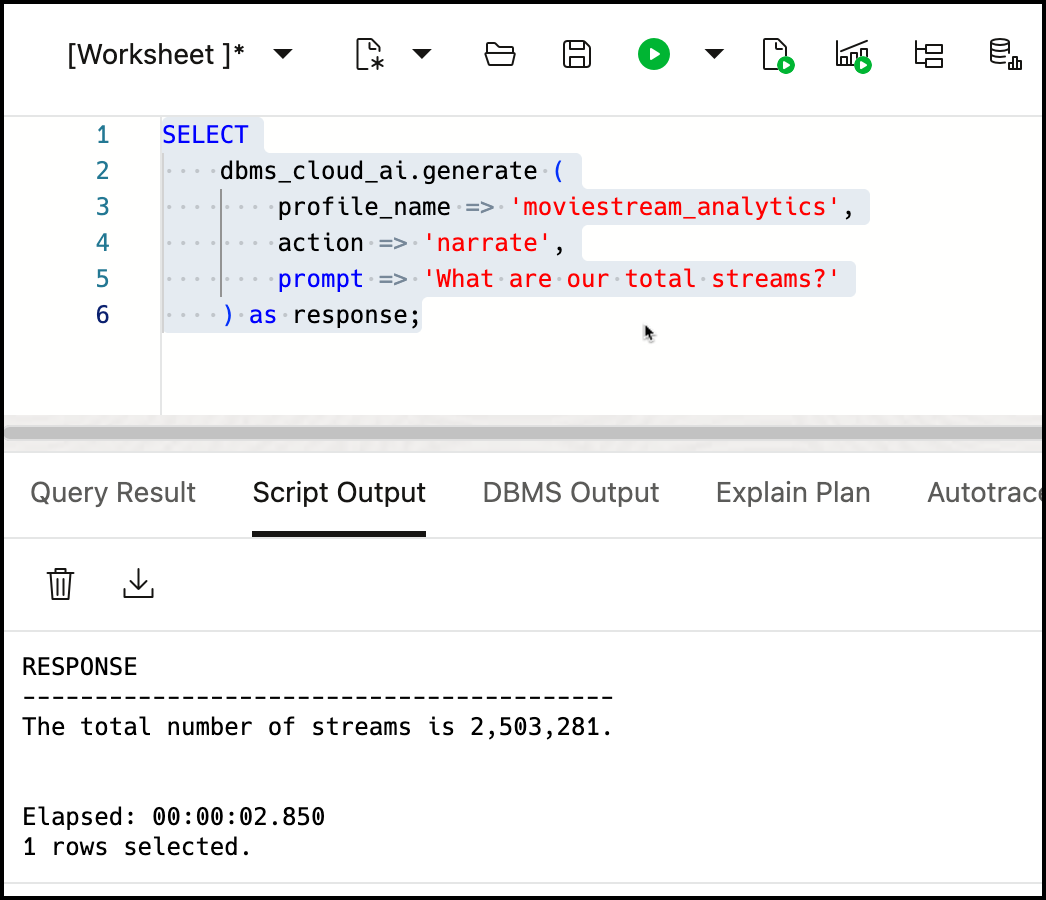 [Worksheet ]*
1 SELECT
2 dbms_cloud_ai.generate (
3 profile_name => 'moviestream_analytics',
4 action => 'narrate',
5 prompt => 'What are our total streams?'
6 ) as response;
Query Result Script Output DBMS Output Explain Plan Autotrace
RESPONSE
-----------------------------------------
The total number of streams is 2,503,281.
Elapsed: 00:00:02.850
1 rows selected.